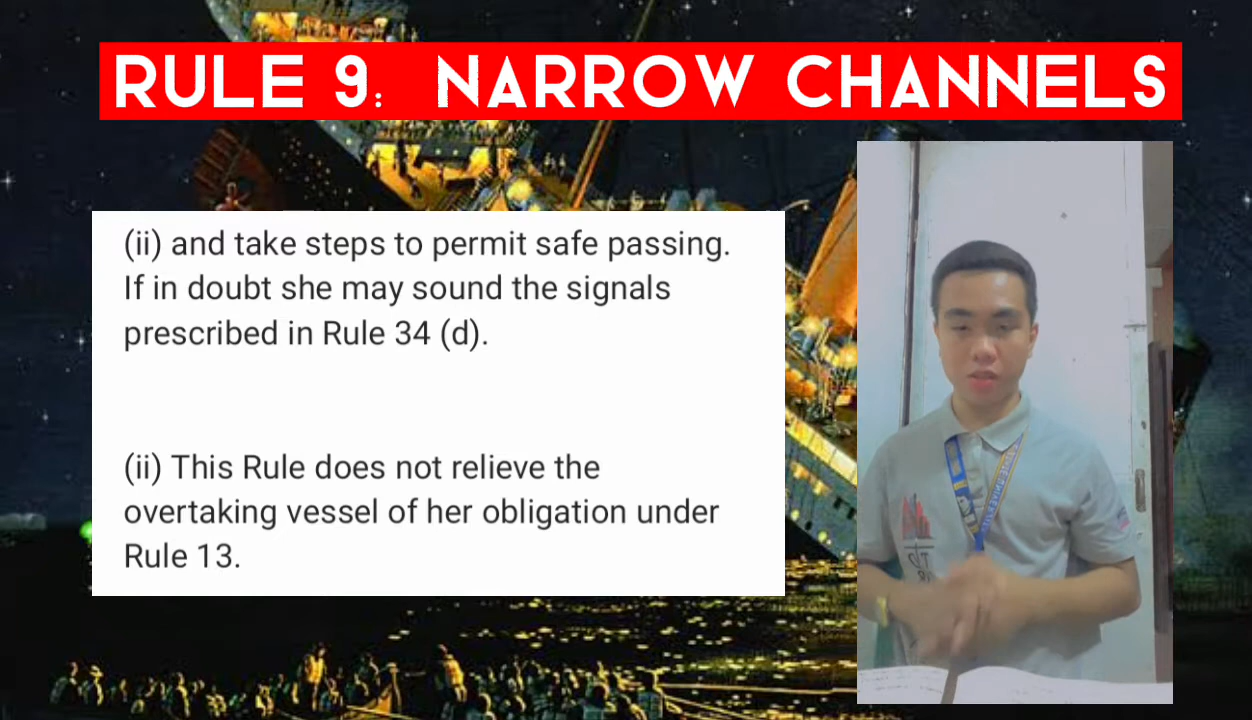 RULE 9: NARROW CHANNELS
(ii) and take steps to permit safe passing.
If in doubt she may sound the signals
prescribed in Rule 34 (d).
(ii) This Rule does not relieve the
overtaking vessel of her obligation under
Rule 13.